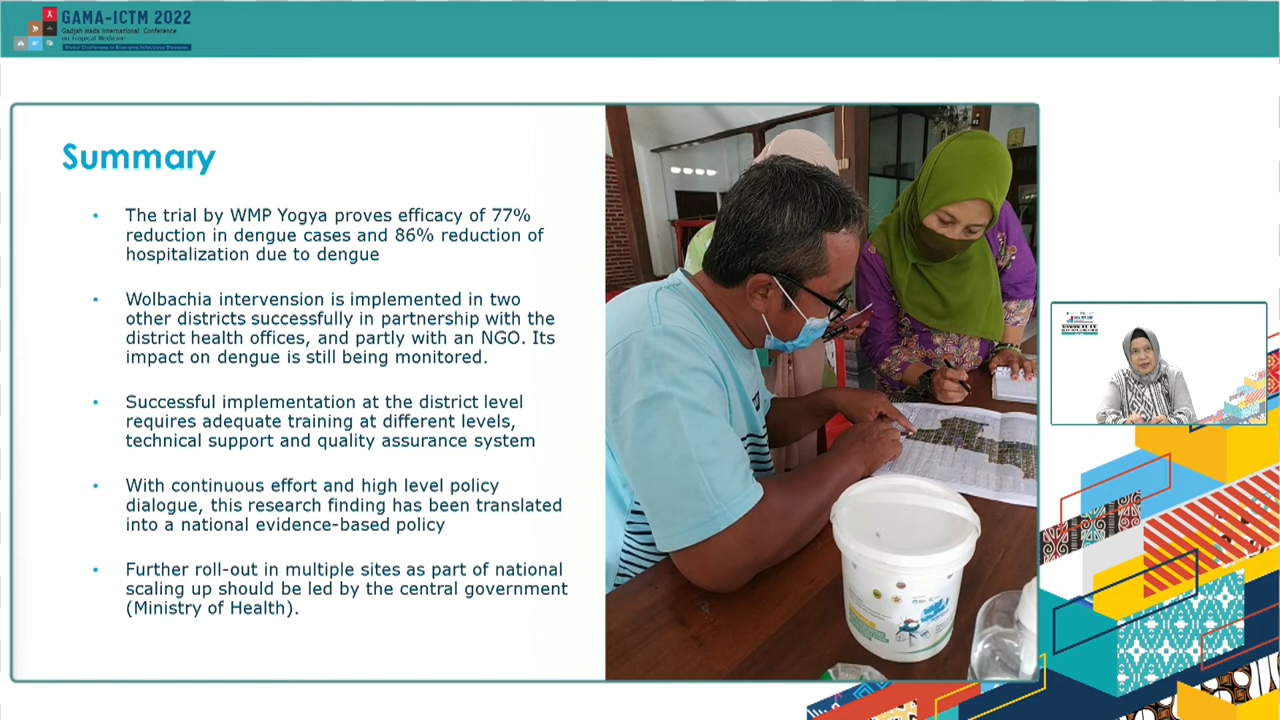 GAMA-ICTM 2022
Gadjah Mada International Conference
on Tropical Medicine
Global Challenges in Emerging Infectious Diseases
Summary
• The trial by WMP Yogya proves efficacy of 77%
reduction in dengue cases and 86% reduction of
hospitalization due to dengue
• Wolbachia intervension is implemented in two
other districts successfully in partnership with the
district health offices, and partly with an NGO. Its
impact on dengue is still being monitored.
• Successful implementation at the district level
requires adequate training at different levels,
technical support and quality assurance system
• With continuous effort and high level policy
dialogue, this research finding has been translated
into a national evidence-based policy
• Further roll-out in multiple sites as part of national
scaling up should be led by the central government
(Ministry of Health).